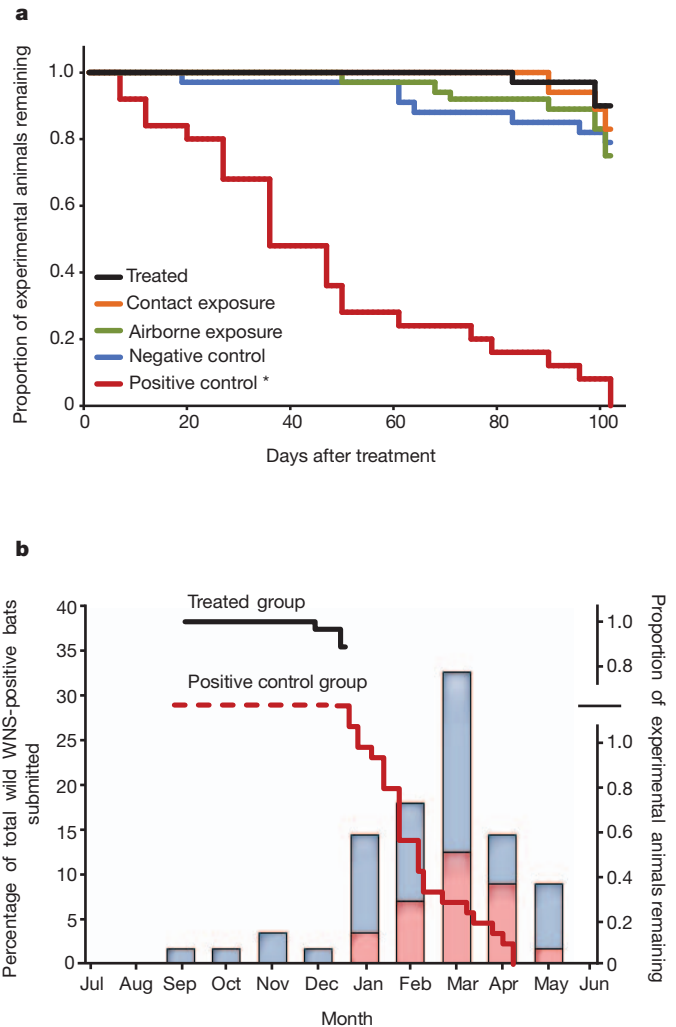 a
Proportion of experimental animals remaining
1.0
0.8
0.6
0.4
0.2
0
Treated
Contact exposure
Airborne exposure
Negative control
Positive control *
0 20 40 60 80 100
Days after treatment
b
Percentage of total wild WNS-positive bats
submitted
40
35
30
25
20
15
10
5
0
Treated group
Positive control group
1.0
0.8
1.0
0.8
0.6
0.4
0.2
0
Proportion of experimental animals remaining
Jul Aug Sep Oct Nov Dec Jan Feb Mar Apr May Jun
Month